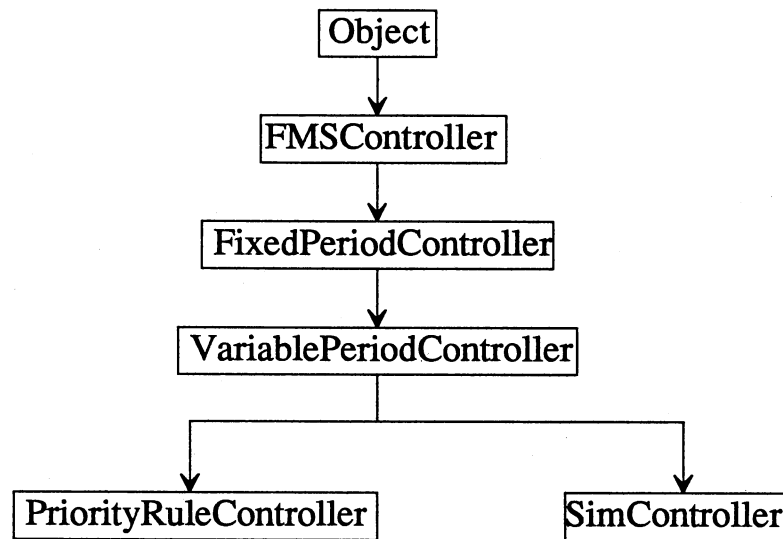 Object
FMSController
FixedPeriodController
VariablePeriodController
PriorityRuleController
SimController